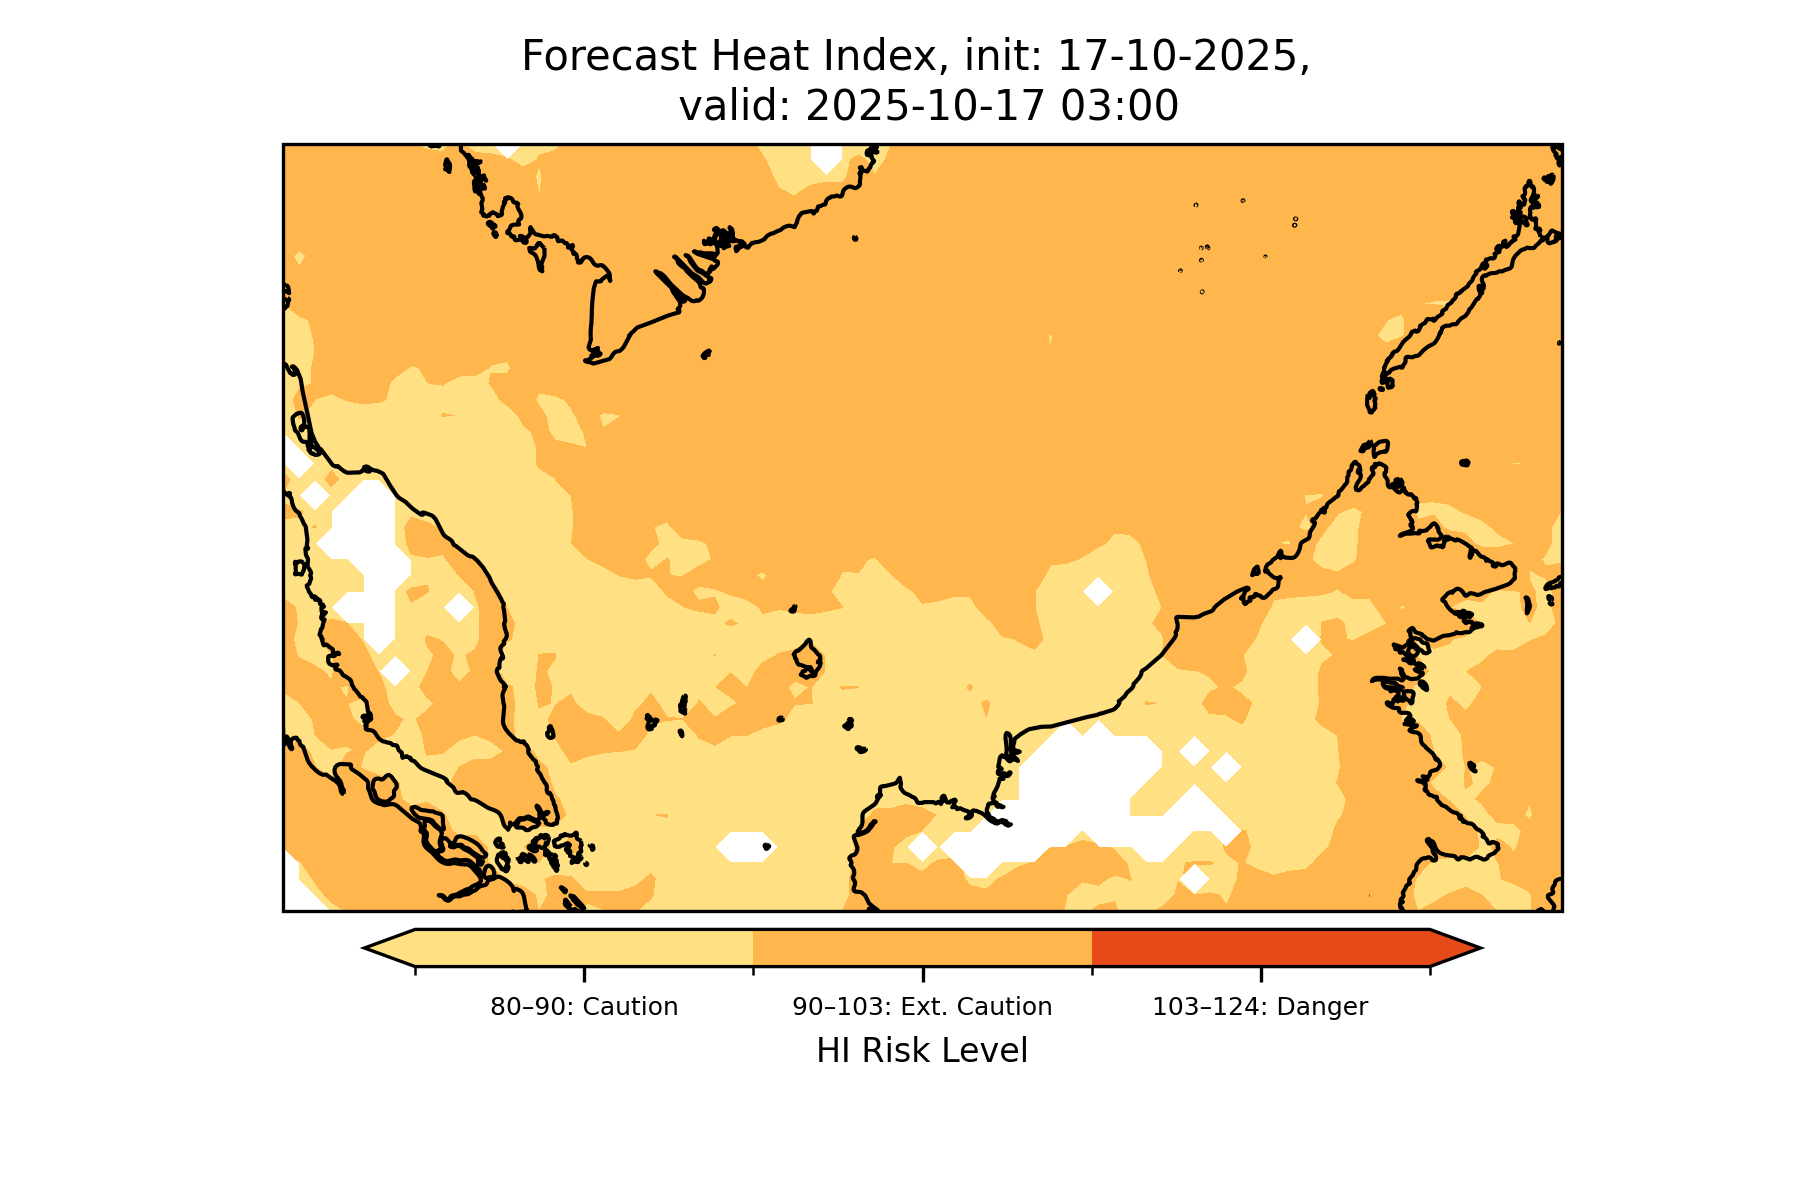 Forecast Heat Index, init: 17-10-2025,
valid: 2025-10-17 03:00
80–90: Caution
90–103: Ext. Caution
103–124: Danger
HI Risk Level